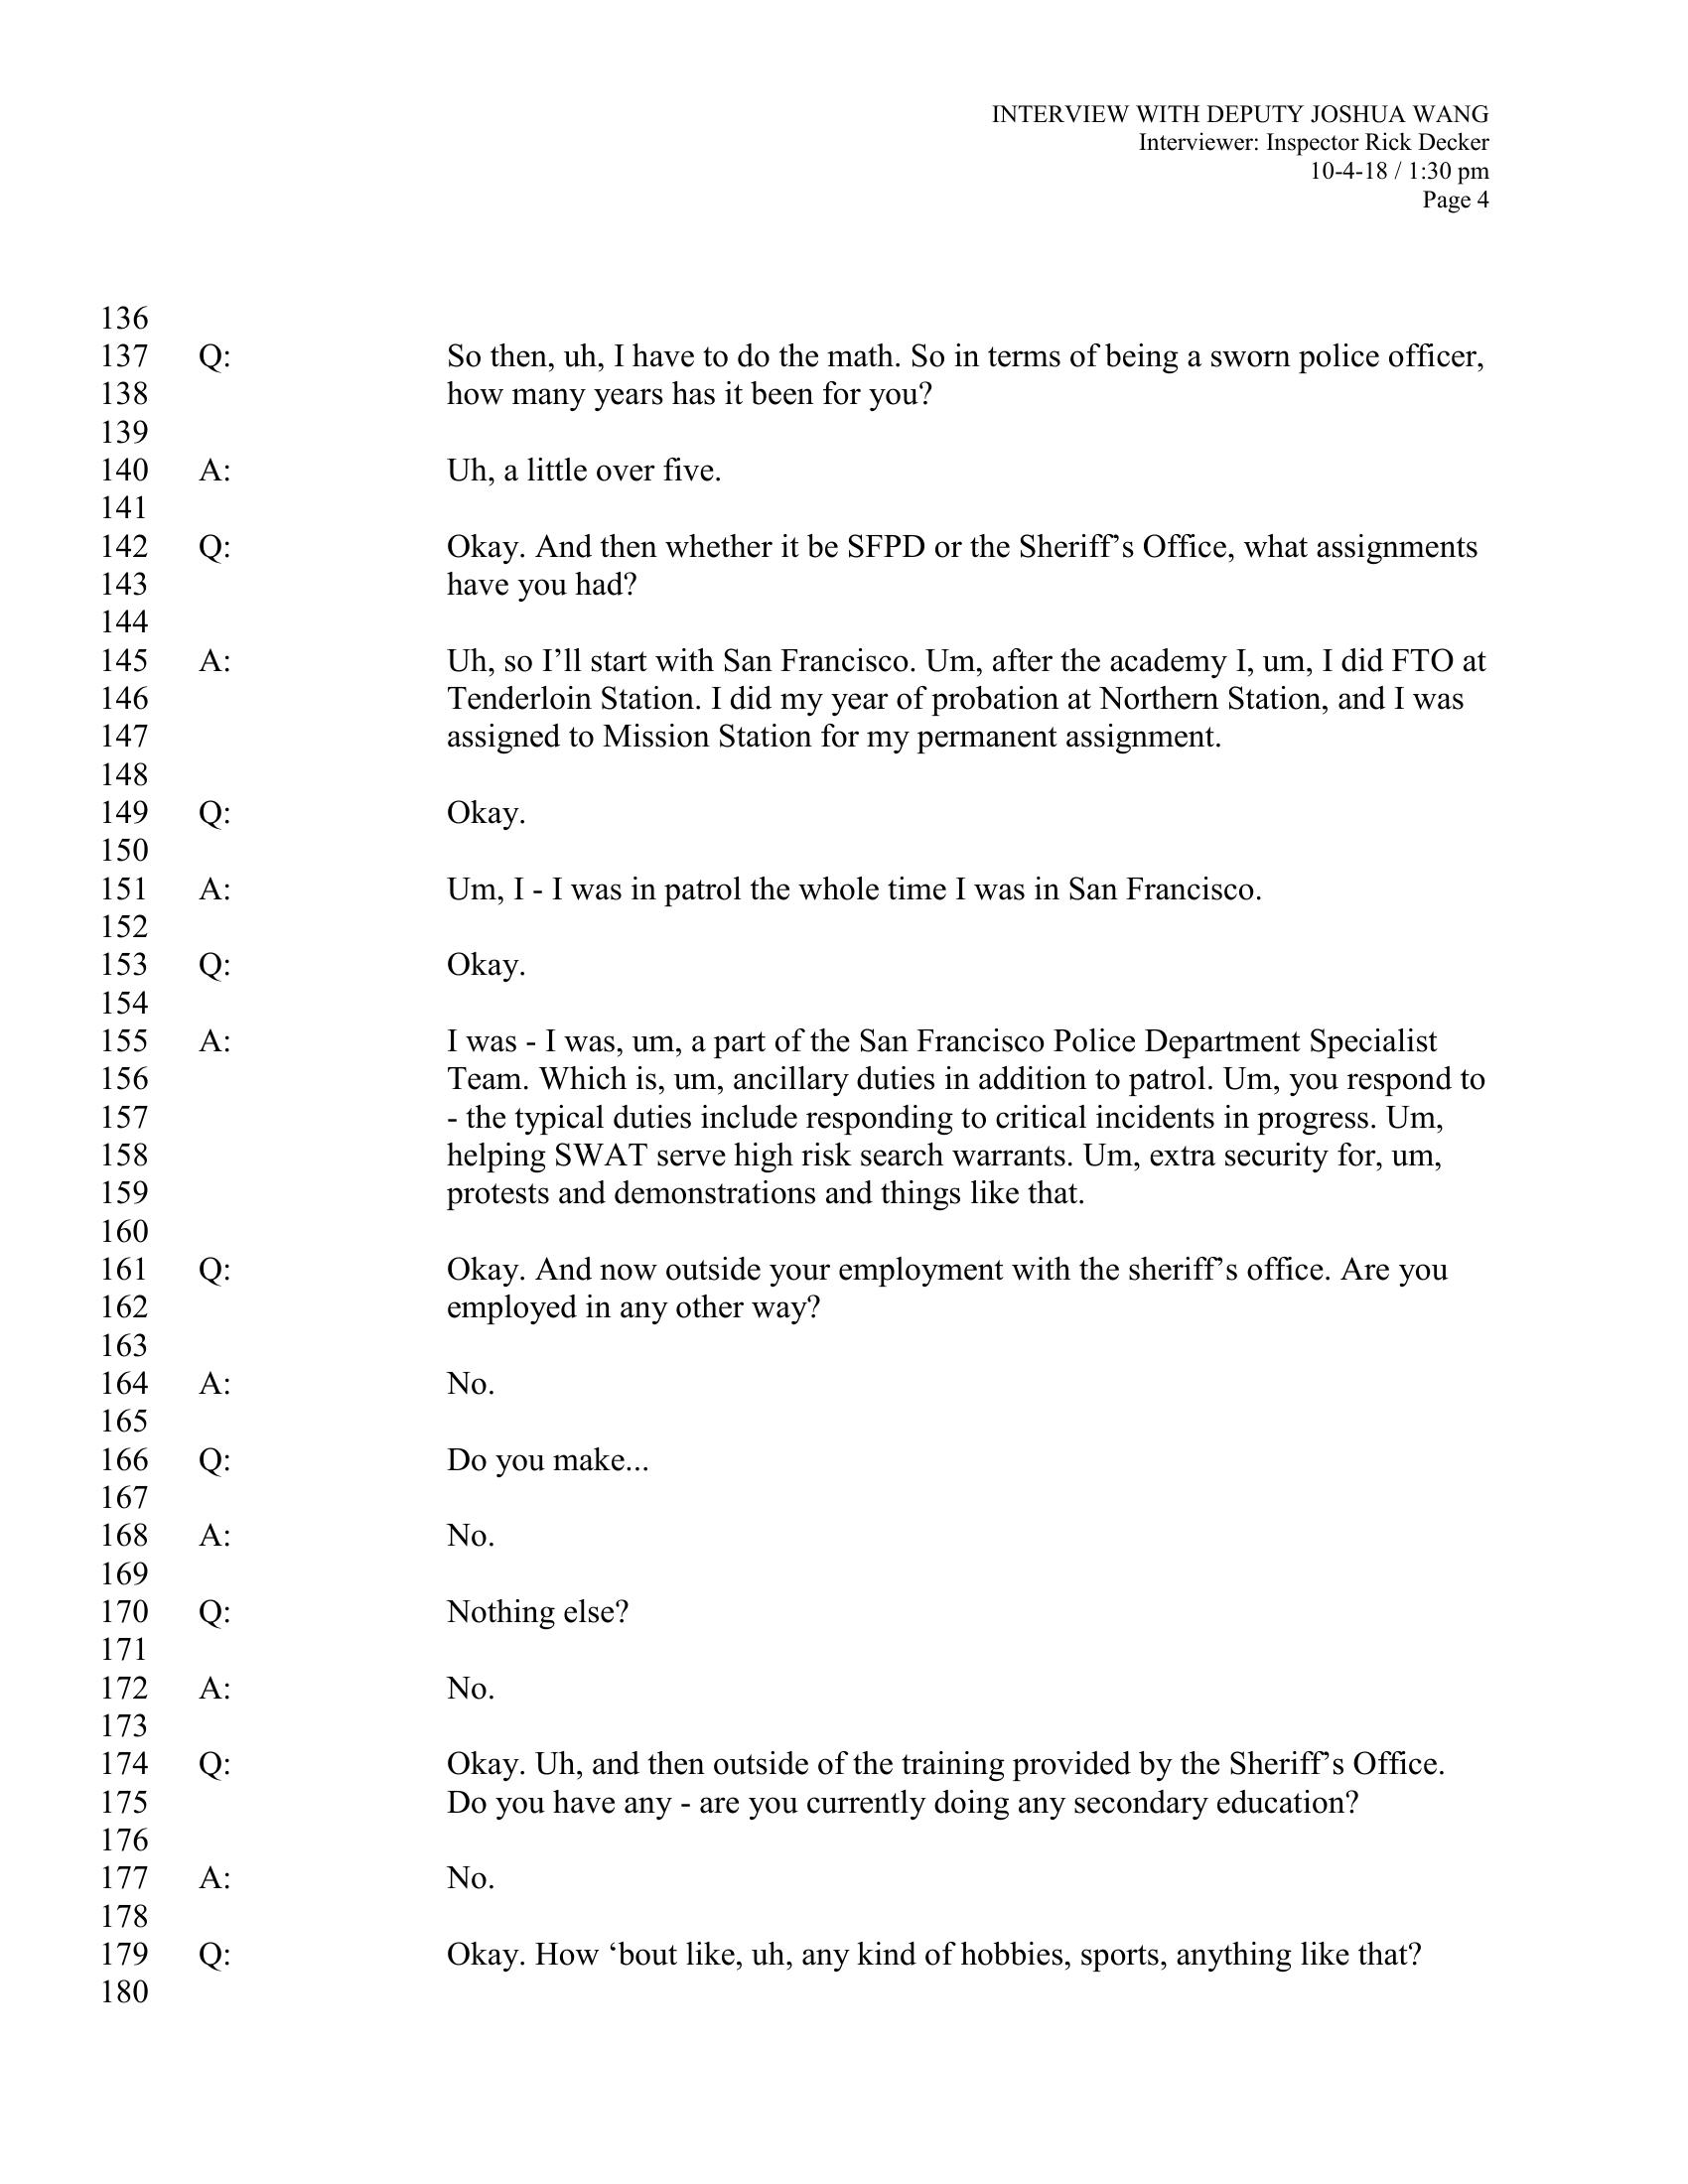 INTERVIEW WITH DEPUTY JOSHUA WANG
Interviewer: Inspector Rick Decker
10-4-18 / 1:30 pm
Page 4
136
137 Q: So then, uh, I have to do the math. So in terms of being a sworn police officer,
138 how many years has it been for you?
139
140 A: Uh, a little over five.
141
142 Q: Okay. And then whether it be SFPD or the Sheriff’s Office, what assignments
143 have you had?
144
145 A: Uh, so I’ll start with San Francisco. Um, after the academy I, um, I did FTO at
146 Tenderloin Station. I did my year of probation at Northern Station, and I was
147 assigned to Mission Station for my permanent assignment.
148
149 Q: Okay.
150
151 A: Um, I - I was in patrol the whole time I was in San Francisco.
152
153 Q: Okay.
154
155 A: I was - I was, um, a part of the San Francisco Police Department Specialist
156 Team. Which is, um, ancillary duties in addition to patrol. Um, you respond to
157 - the typical duties include responding to critical incidents in progress. Um,
158 helping SWAT serve high risk search warrants. Um, extra security for, um,
159 protests and demonstrations and things like that.
160
161 Q: Okay. And now outside your employment with the sheriff’s office. Are you
162 employed in any other way?
163
164 A: No.
165
166 Q: Do you make...
167
168 A: No.
169
170 Q: Nothing else?
171
172 A: No.
173
174 Q: Okay. Uh, and then outside of the training provided by the Sheriff’s Office.
175 Do you have any - are you currently doing any secondary education?
176
177 A: No.
178
179 Q: Okay. How ‘bout like, uh, any kind of hobbies, sports, anything like that?
180